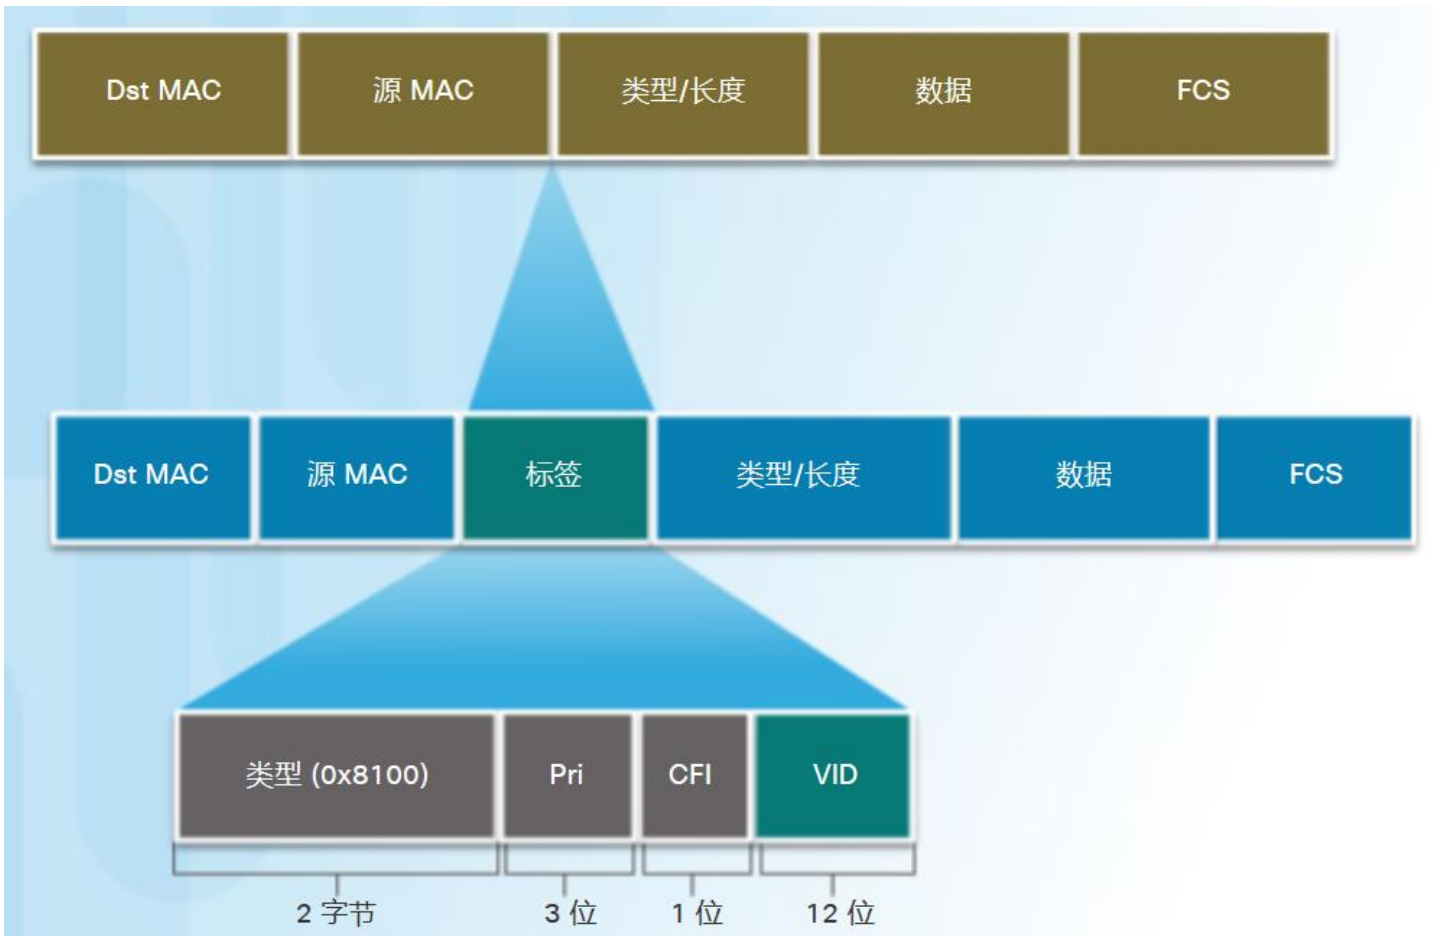 Dst MAC
源 MAC
类型/长度
数据
FCS
Dst MAC
源 MAC
标签
类型/长度
数据
FCS
类型 (0x8100)
Pri
CFI
VID
2 字节
3 位
1 位
12 位